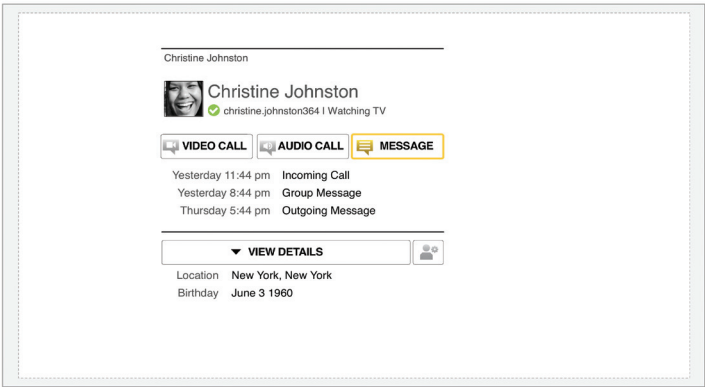 Christine Johnston
Christine Johnston
christine.johnston364 I Watching TV
VIDEO CALL AUDIO CALL MESSAGE
Yesterday 11:44 pm Incoming Call
Yesterday 8:44 pm Group Message
Thursday 5:44 pm Outgoing Message
VIEW DETAILS
Location New York, New York
Birthday June 3 1960